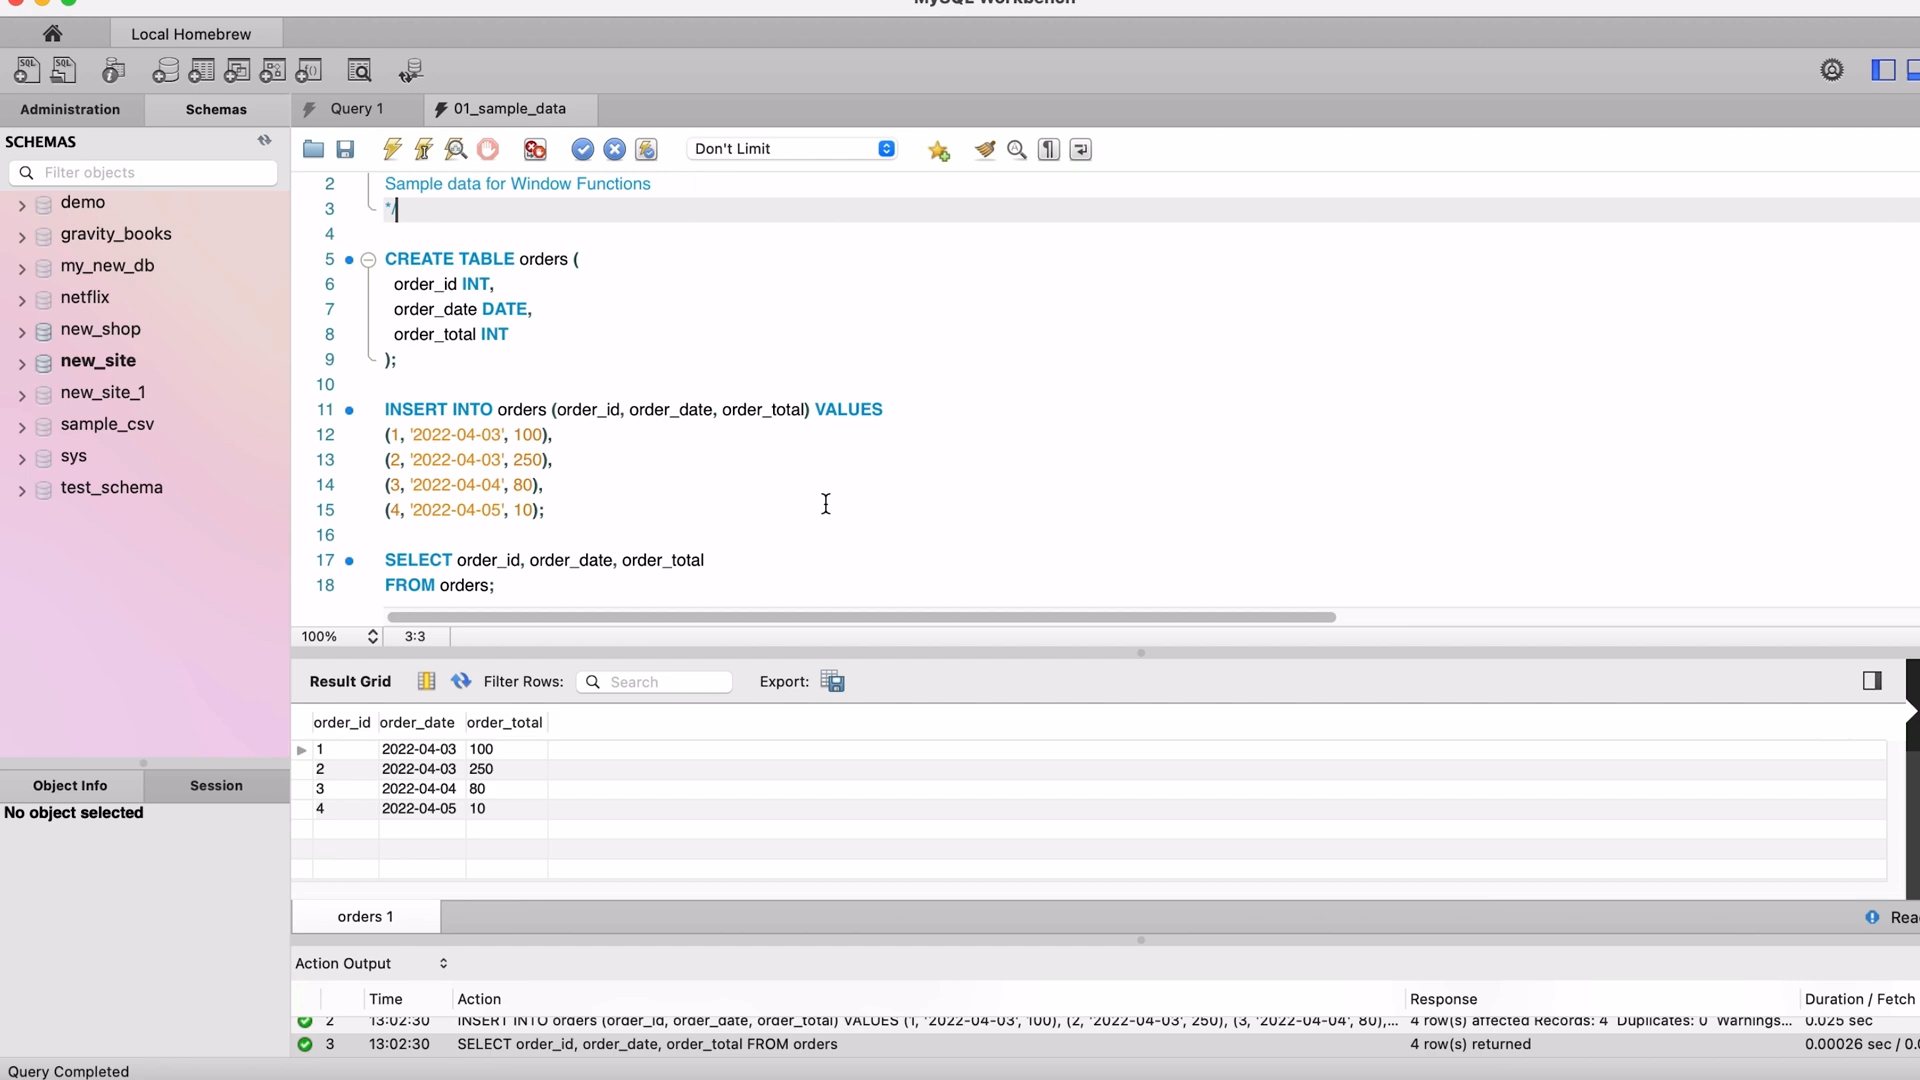 MySQL Workbench
Local Homebrew
Administration
Schemas
Query 1
01_sample_data
SCHEMAS
Filter objects
Don't Limit
demo
gravity_books
my_new_db
netflix
new_shop
new_site
new_site_1
sample_csv
sys
test_schema
2 Sample data for Window Functions
3 */
4
5 CREATE TABLE orders (
6 order_id INT,
7 order_date DATE,
8 order_total INT
9 );
10
11 INSERT INTO orders (order_id, order_date, order_total) VALUES
12 (1, '2022-04-03', 100),
13 (2, '2022-04-03', 250),
14 (3, '2022-04-04', 80),
15 (4, '2022-04-05', 10);
16
17 SELECT order_id, order_date, order_total
18 FROM orders;
100% 3:3
Result Grid Filter Rows: Search Export:
order_id order_date order_total
1 2022-04-03 100
2 2022-04-03 250
3 2022-04-04 80
4 2022-04-05 10
Object Info Session
No object selected
orders 1 Rea
Action Output
Time Action Response Duration / Fetch
2 13:02:30 INSERT INTO orders (order_id, order_date, order_total) VALUES (1, '2022-04-03', 100), (2, '2022-04-03', 250), (3, '2022-04-04', 80),... 4 row(s) affected Records: 4 Duplicates: 0 Warnings... 0.025 sec
3 13:02:30 SELECT order_id, order_date, order_total FROM orders 4 row(s) returned 0.00026 sec / 0.0
Query Completed